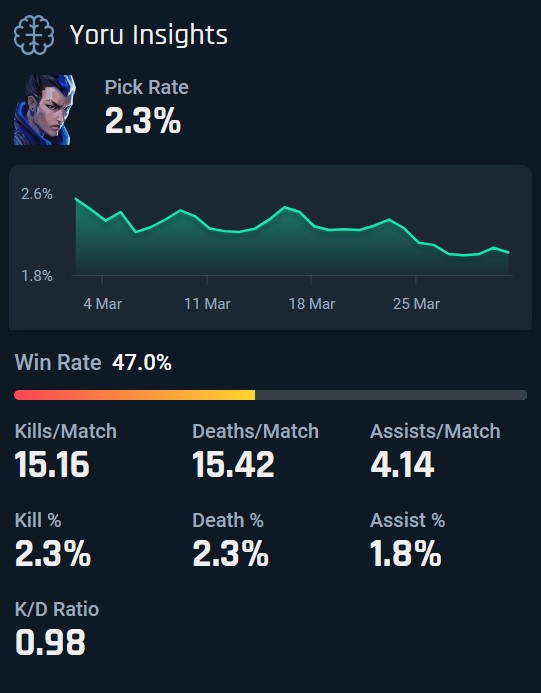 Yoru Insights
Pick Rate
2.3%
2.6%
1.8%
4 Mar 11 Mar 18 Mar 25 Mar
Win Rate 47.0%
Kills/Match Deaths/Match Assists/Match
15.16 15.42 4.14
Kill % Death % Assist %
2.3% 2.3% 1.8%
K/D Ratio
0.98